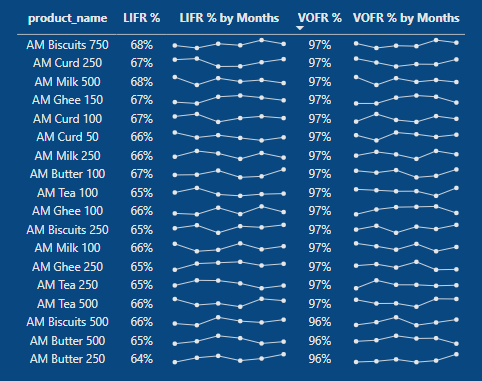 product_name LIFR % LIFR % by Months VOFR % VOFR % by Months
AM Biscuits 750 68% 97%
AM Curd 250 67% 97%
AM Milk 500 68% 97%
AM Ghee 150 67% 97%
AM Curd 100 67% 97%
AM Curd 50 66% 97%
AM Milk 250 66% 97%
AM Butter 100 67% 97%
AM Tea 100 65% 97%
AM Ghee 100 66% 97%
AM Biscuits 250 65% 97%
AM Milk 100 66% 97%
AM Ghee 250 65% 97%
AM Tea 250 65% 97%
AM Tea 500 66% 97%
AM Biscuits 500 66% 96%
AM Butter 500 65% 96%
AM Butter 250 64% 96%